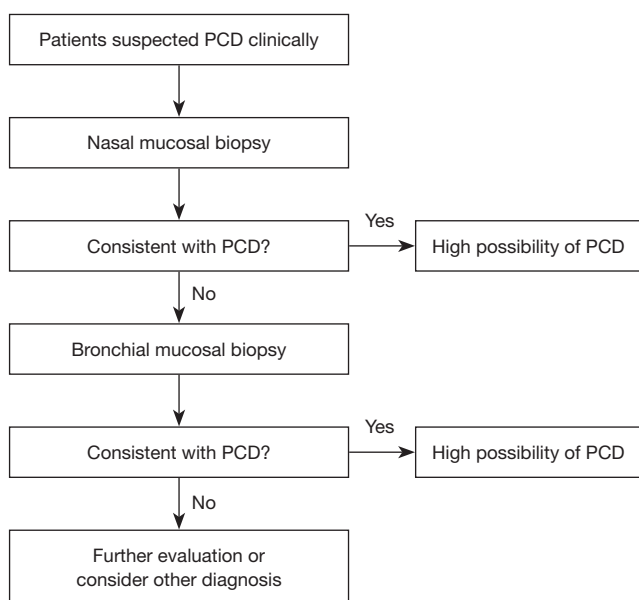 Patients suspected PCD clinically
Nasal mucosal biopsy
Yes
Consistent with PCD?
High possibility of PCD
No
Bronchial mucosal biopsy
Yes
Consistent with PCD?
High possibility of PCD
No
Further evaluation or
consider other diagnosis